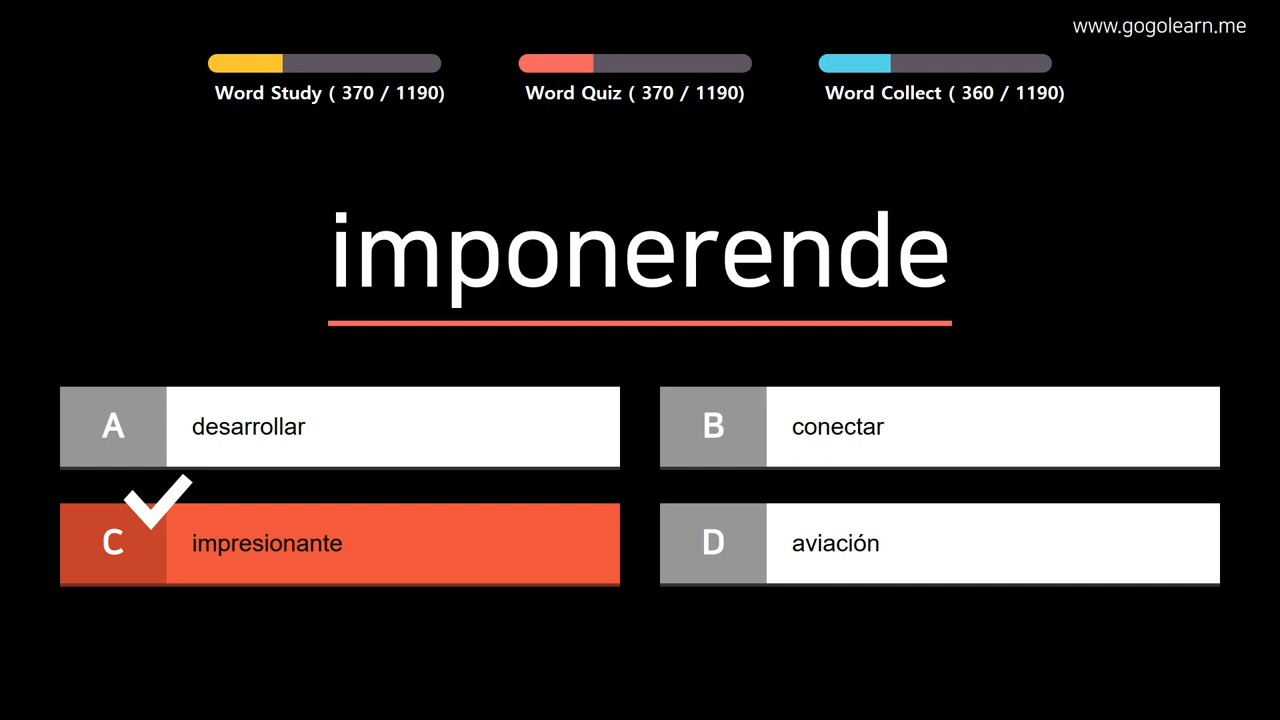 www.gogolearn.me
Word Study ( 370 / 1190)
Word Quiz ( 370 / 1190)
Word Collect ( 360 / 1190)
imponerende
A desarrollar
B conectar
C impresionante
D aviación